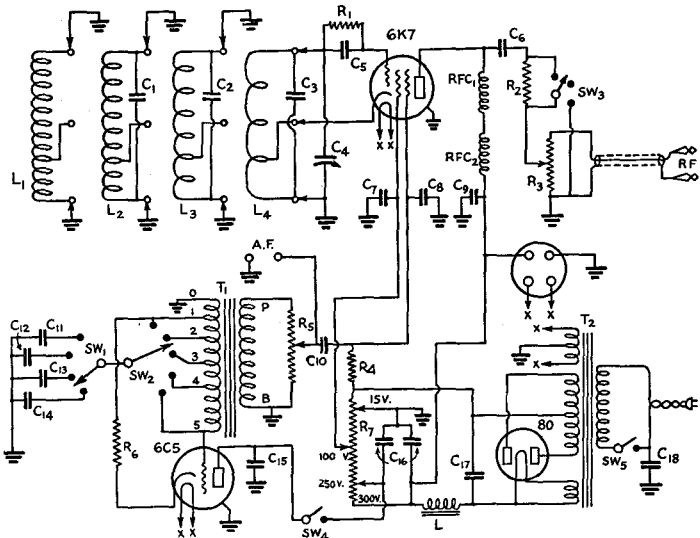 R1
6K7
C6
C5
RFC1
R2
SW3
C1
C2
C3
C4
RFC2
R3
RF
L1
L2
L3
L4
X X
C7
C8
C9
A.F.
T1
O
P
1
2
3
4
5
B
R5
C10
R4
C12
C11
C13
C14
SW1
SW2
R6
6C5
C15
X X
SW4
15V.
R7
100 V.
C16
250V.
300V.
L
C17
X X
T2
X
X
80
SW5
C18